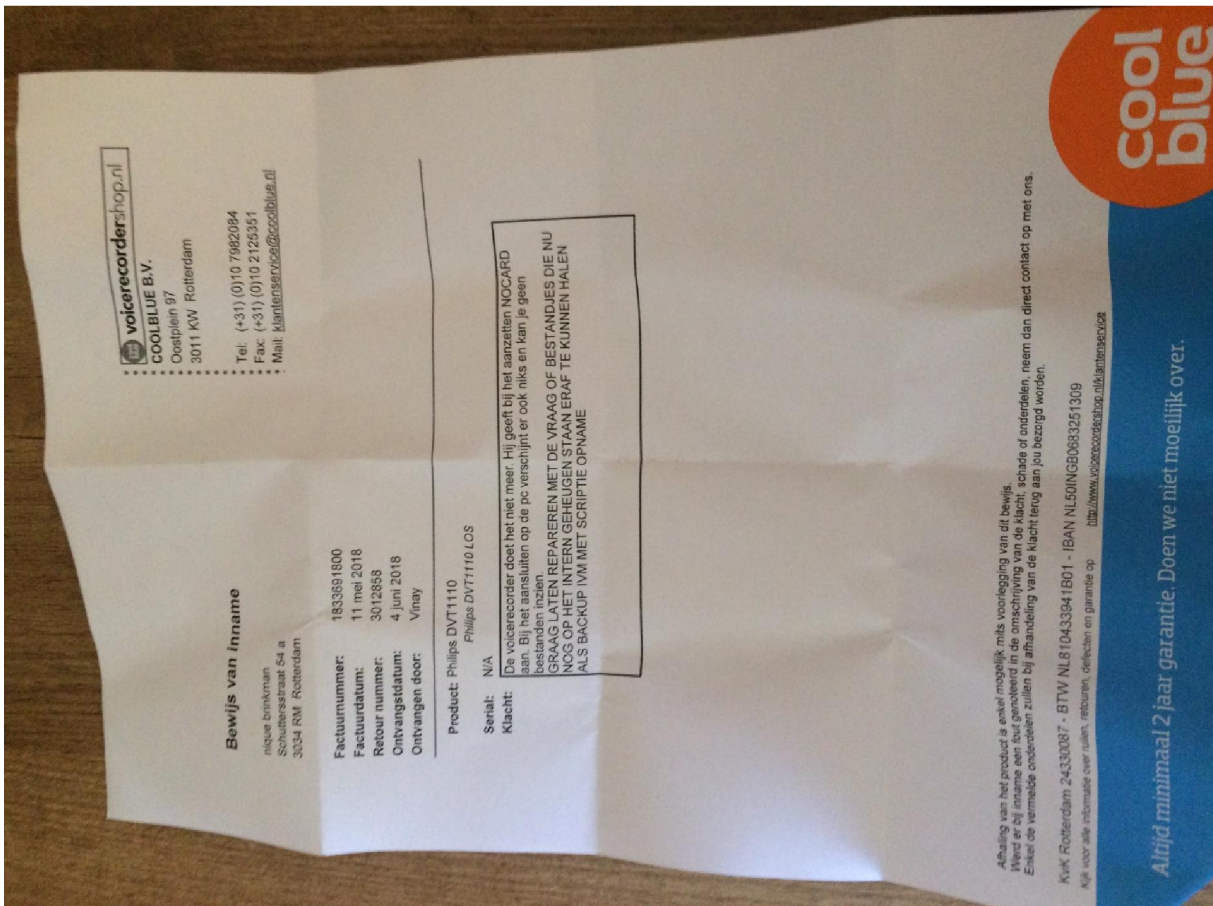 voicerecordershop.nl
COOLBLUE B.V.
Oostplein 97
3011 KW Rotterdam
Tel: (+31) (0)10 7982084
Fax: (+31) (0)10 2125351
Mail: klantenservice@coolblue.nl
Bewijs van inname
nique brinkman
Schuttersstraat 54 a
3034 RM Rotterdam
Factuurnummer: 1833691800
Factuurdatum: 11 mei 2018
Retour nummer: 3012858
Ontvangstdatum: 4 juni 2018
Ontvangen door: Vinay
Product: Philips DVT1110
Philips DVT1110 LOS
Serial: N/A
Klacht: De voicerecorder doet het niet meer. Hij geeft bij het aanzetten NOCARD
aan. Bij het aansluiten op de pc verschijnt er ook niks en kan je geen
bestanden inzien.
GRAAG LATEN REPAREREN MET DE VRAAG OF BESTANDJES DIE NU
NOG OP HET INTERN GEHEUGEN STAAN ERAF TE KUNNEN HALEN
ALS BACKUP IVM MET SCRIPTIE OPNAME
Afhaling van het product is enkel mogelijk mits voorlegging van dit bewijs.
Werd er bij inname een fout genoteerd in de omschrijving van de klacht, schade of onderdelen, neem dan direct contact op met ons.
Enkel de vermelde onderdelen zullen bij afhandeling van de klacht terug aan jou bezorgd worden.
KvK Rotterdam 24330087 - BTW NL810433941B01 - IBAN NL50INGB0683251309
Kijk voor alle informatie over ruilen, retouren, defecten en garantie op http://www.voicerecordershop.nl/klantenservice
Altijd minimaal 2 jaar garantie. Doen we niet moeilijk over.
cool
blue